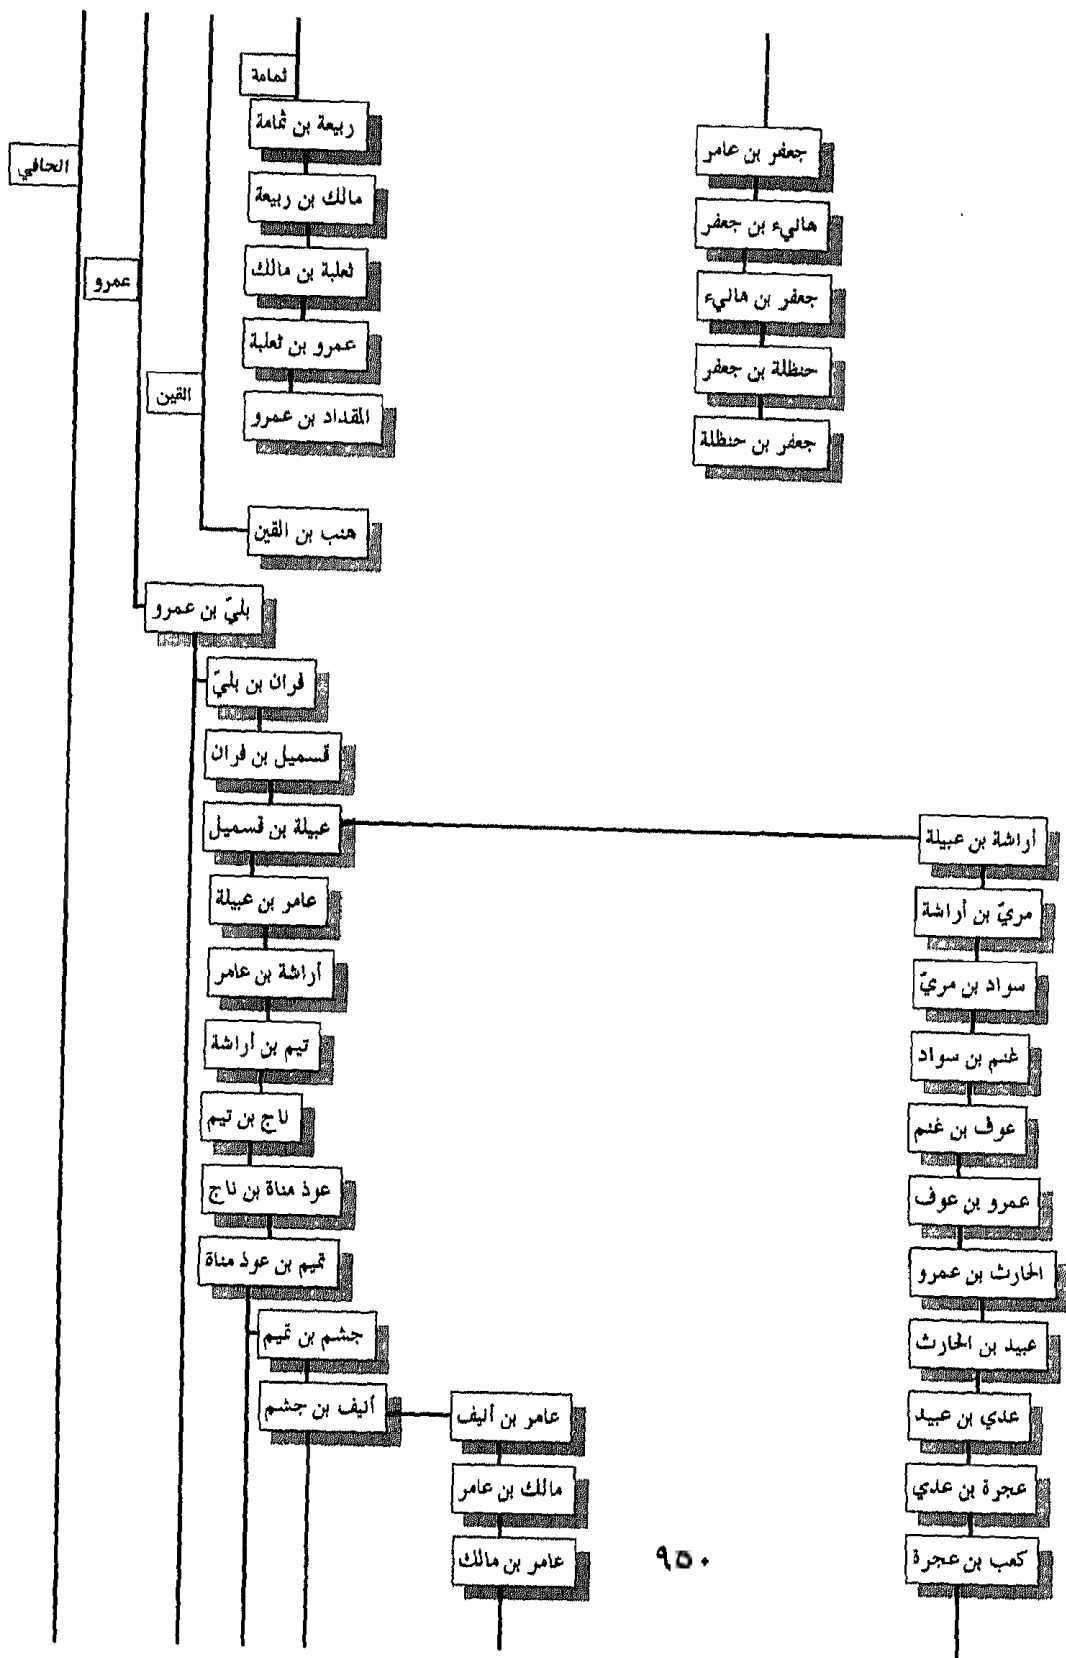 ثمامة
ربيعة بن ثمامة
مالك بن ربيعة
ثعلبة بن مالك
عمرو بن ثعلبة
المقداد بن عمرو
جعفر بن عامر
هاليء بن جعفر
جعفر بن هاليء
حنظلة بن جعفر
جعفر بن حنظلة
الحافي
عمرو
القين
هنب بن القين
بليّ بن عمرو
فران بن بليّ
قسميل بن فران
عبيلة بن قسميل
عامر بن عبيلة
أراشة بن عامر
تيم بن أراشة
ناج بن تيم
عوذ مناة بن ناج
تميم بن عوذ مناة
جشم بن تميم
أنيف بن جشم
عامر بن أنيف
مالك بن عامر
عامر بن مالك
أراشة بن عبيلة
مريّ بن أراشة
سواد بن مريّ
غنم بن سواد
عوف بن غنم
عمرو بن عوف
الحارث بن عمرو
عبيد بن الحارث
عدي بن عبيد
عجرة بن عدي
كعب بن عجرة
٩٥٠